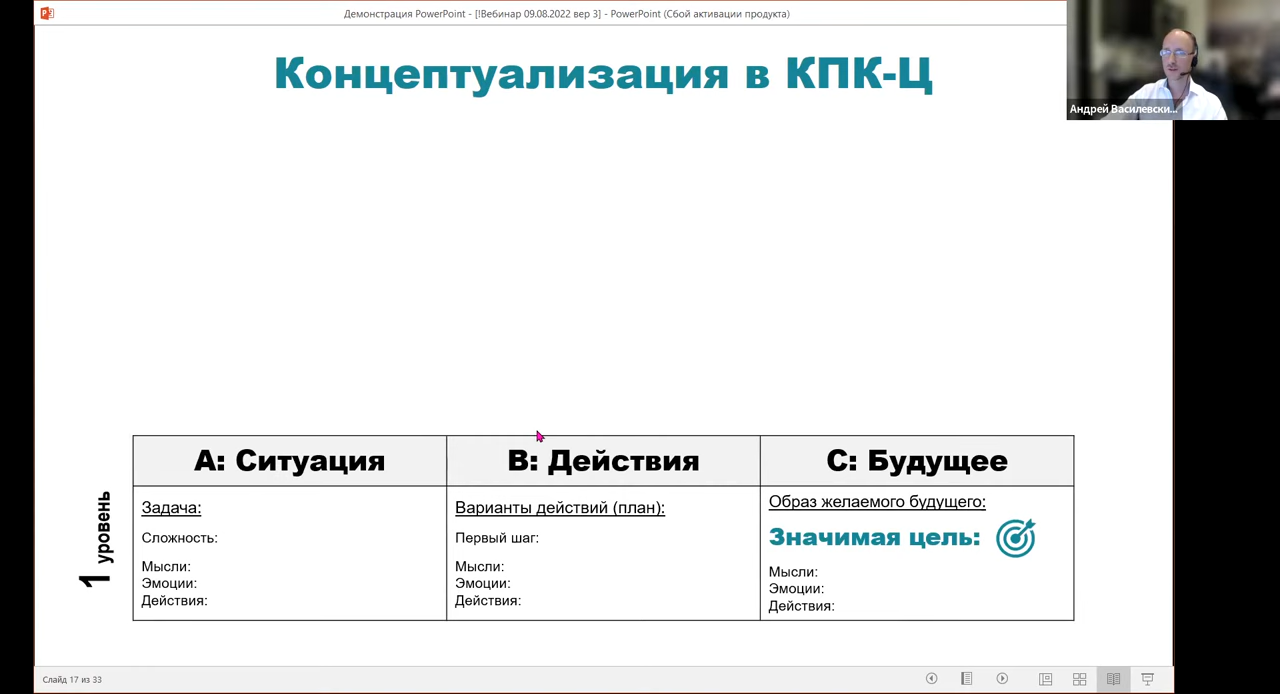 Демонстрация PowerPoint - [!Вебинар 09.08.2022 вер 3] - PowerPoint (Сбой активации продукта)
Андрей Василевски...
Концептуализация в КПК-Ц
1 уровень
A: Ситуация
B: Действия
C: Будущее
Задача:
Сложность:
Мысли:
Эмоции:
Действия:
Варианты действий (план):
Первый шаг:
Мысли:
Эмоции:
Действия:
Образ желаемого будущего:
Значимая цель:
Мысли:
Эмоции:
Действия:
Слайд 17 из 33